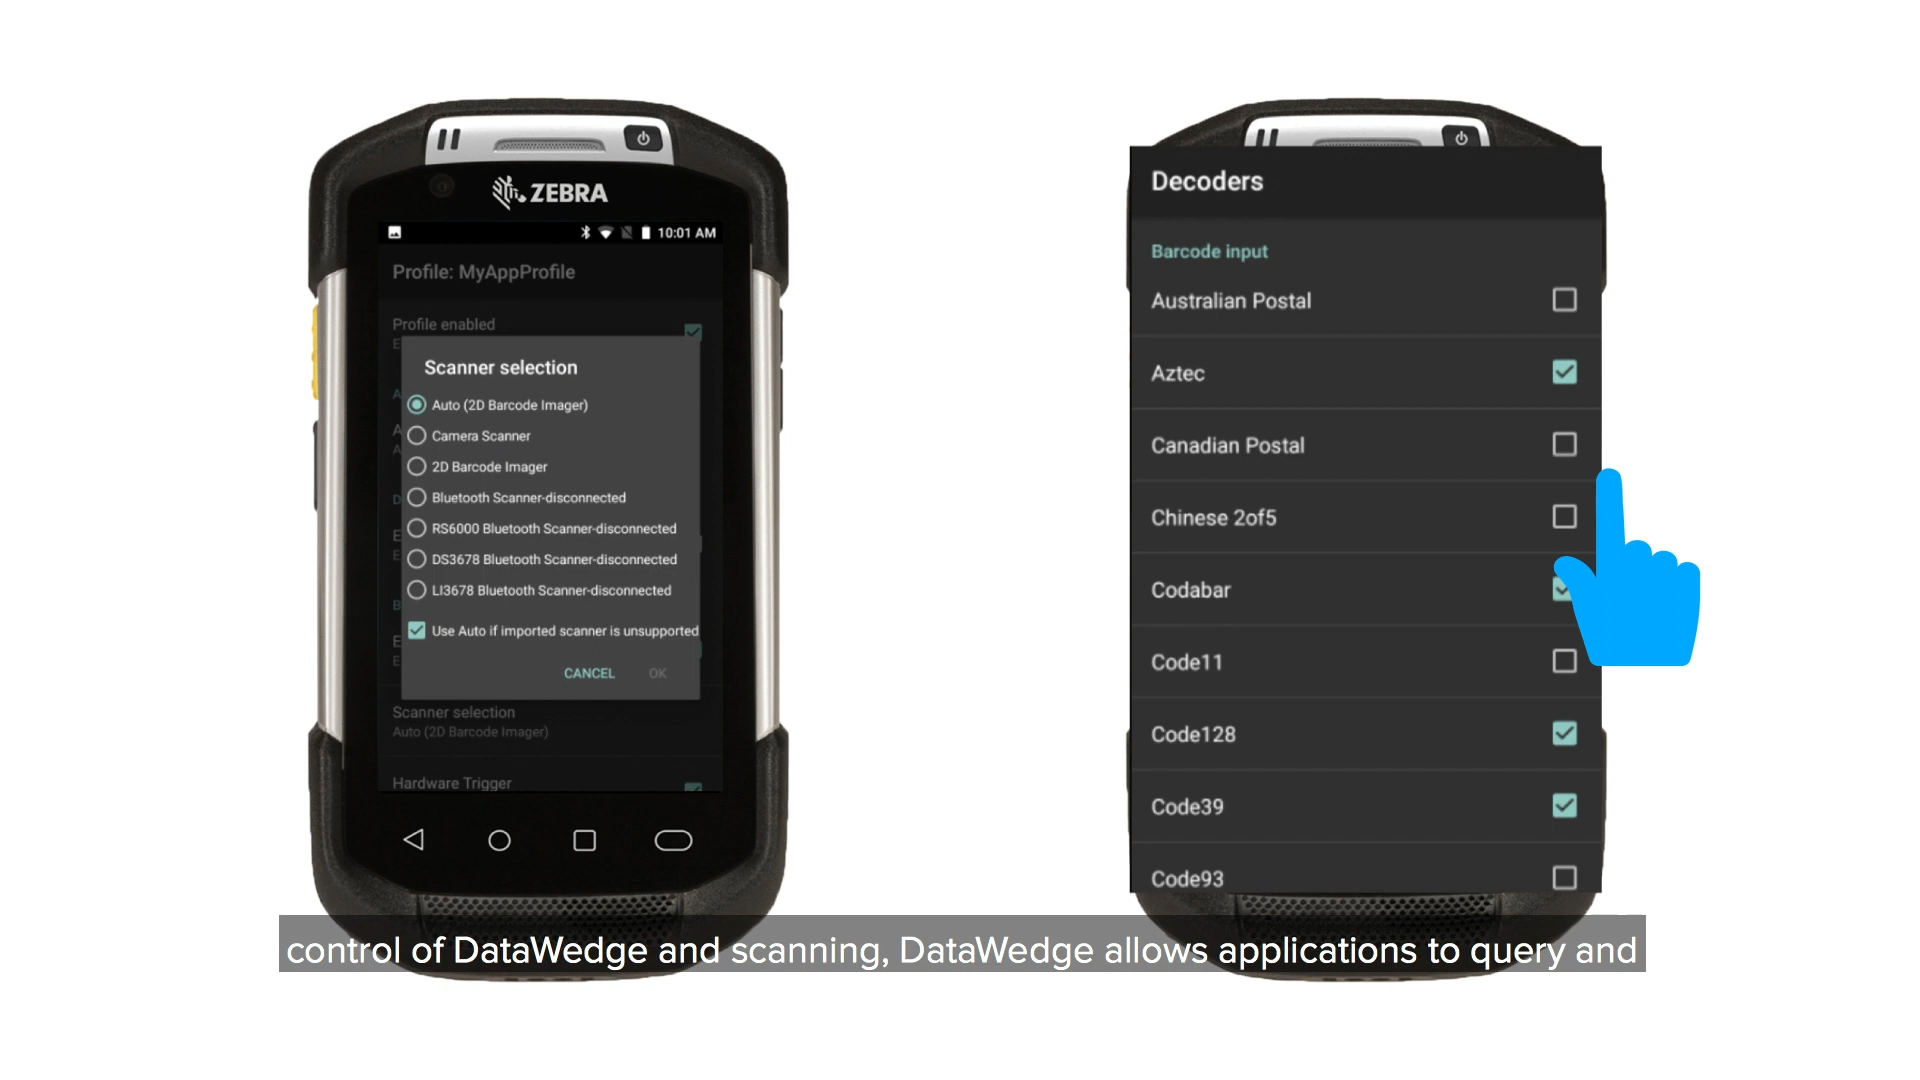 ZEBRA
10:01 AM
Profile: MyAppProfile
Profile enabled
Scanner selection
Auto (2D Barcode Imager)
Camera Scanner
2D Barcode Imager
Bluetooth Scanner-disconnected
RS6000 Bluetooth Scanner-disconnected
DS3678 Bluetooth Scanner-disconnected
LI3678 Bluetooth Scanner-disconnected
Use Auto if imported scanner is unsupported
CANCEL OK
Scanner selection
Auto (2D Barcode Imager)
Hardware Trigger
Decoders
Barcode input
Australian Postal
Aztec
Canadian Postal
Chinese 2of5
Codabar
Code11
Code128
Code39
Code93
control of DataWedge and scanning, DataWedge allows applications to query and